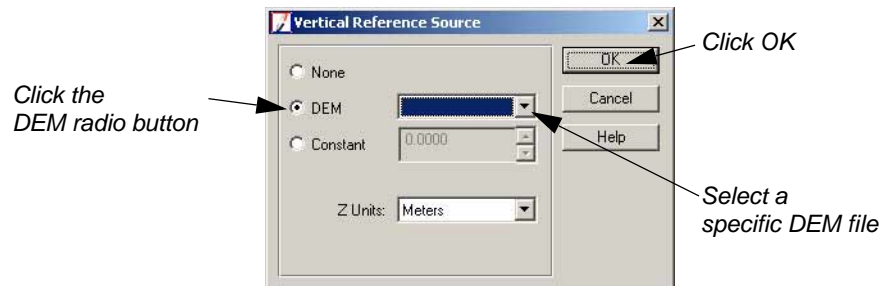 Vertical Reference Source
Click OK
None
OK
Click the
DEM radio button
DEM
Cancel
Constant
0.0000
Help
Z Units:
Meters
Select a
specific DEM file